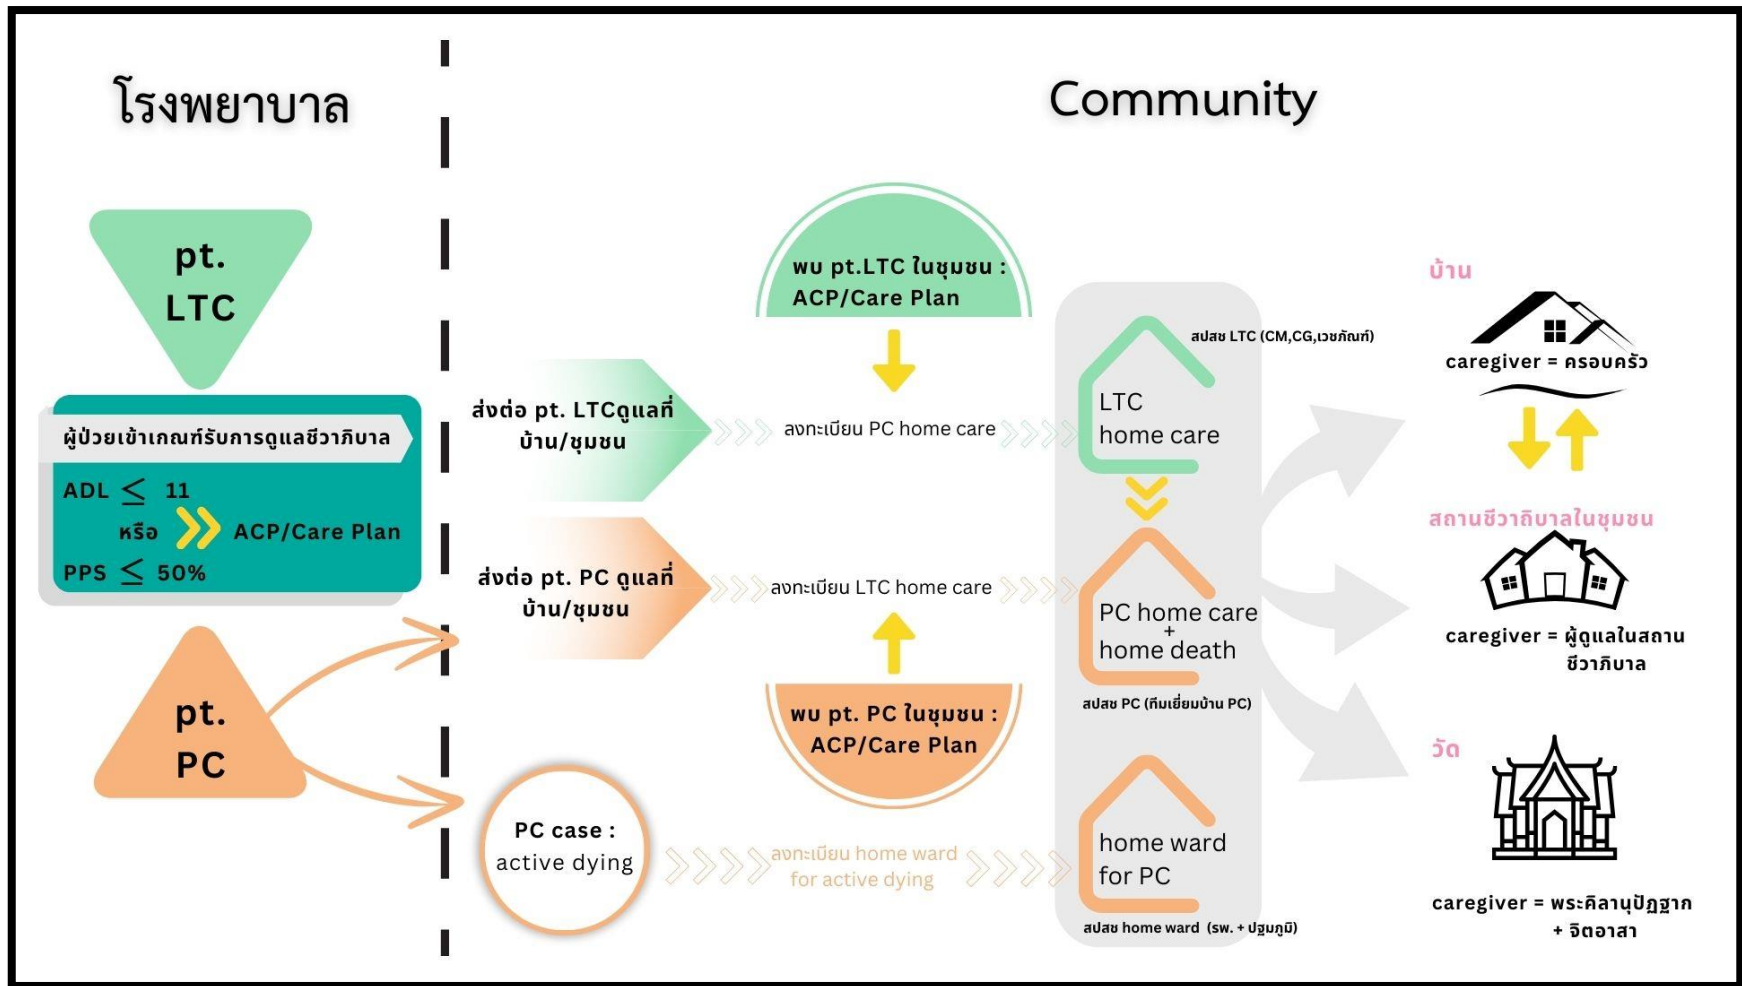 โรงพยาบาล
Community
pt.
LTC
ผู้ป่วยเข้าเกณฑ์รับการดูแลชีวาภิบาล
ADL ≤ 11
หรือ
ACP/Care Plan
PPS ≤ 50%
pt.
PC
ส่งต่อ pt. LTCดูแลที่
บ้าน/ชุมชน
พบ pt.LTC ในชุมชน :
ACP/Care Plan
ลงทะเบียน PC home care
ส่งต่อ pt. PC ดูแลที่
บ้าน/ชุมชน
ลงทะเบียน LTC home care
พบ pt. PC ในชุมชน :
ACP/Care Plan
PC case :
active dying
ลงทะเบียน home ward
for active dying
สปสช LTC (CM,CG,เวชภัณฑ์)
LTC
home care
PC home care
+
home death
สปสช PC (ทีมเยี่ยมบ้าน PC)
home ward
for PC
สปสช home ward (รพ. + ปฐมภูมิ)
บ้าน
caregiver = ครอบครัว
สถานชีวาถิบาลในชุมชน
caregiver = ผู้ดูแลในสถาน
ชีวาภิบาล
วัด
caregiver = พระคิลานุปัฏฐาก
+ จิตอาสา